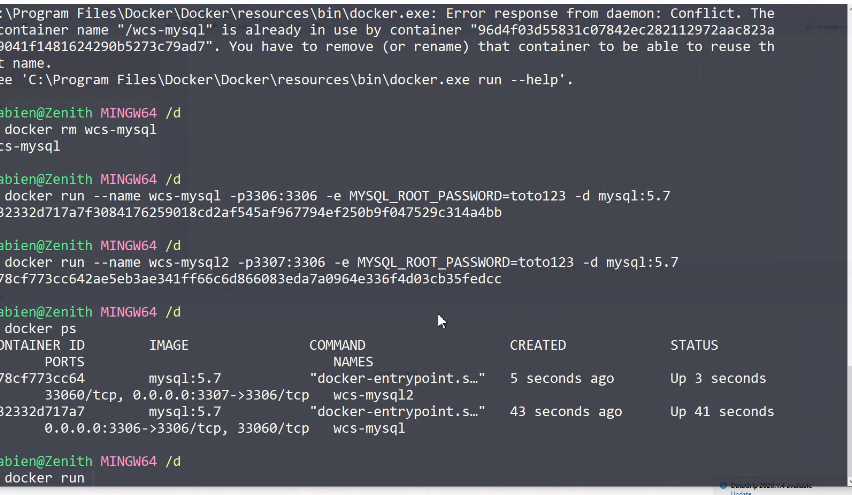 :\Program Files\Docker\Docker\resources\bin\docker.exe: Error response from daemon: Conflict. The
container name "/wcs-mysql" is already in use by container "96d4f03d55831c07842ec282112972aac823a
9041f1481624290b5273c79ad7". You have to remove (or rename) that container to be able to reuse th
t name.
ee 'C:\Program Files\Docker\Docker\resources\bin\docker.exe run --help'.
abien@Zenith MINGW64 /d
docker rm wcs-mysql
cs-mysql
abien@Zenith MINGW64 /d
docker run --name wcs-mysql -p3306:3306 -e MYSQL_ROOT_PASSWORD=toto123 -d mysql:5.7
32332d717a7f3084176259018cd2af545af967794ef250b9f047529c314a4bb
abien@Zenith MINGW64 /d
docker run --name wcs-mysql2 -p3307:3306 -e MYSQL_ROOT_PASSWORD=toto123 -d mysql:5.7
78cf773cc642ae5eb3ae341ff66c6d866083eda7a0964e336f4d03cb35fedcc
abien@Zenith MINGW64 /d
docker ps
ONTAINER ID IMAGE COMMAND CREATED STATUS
PORTS NAMES
78cf773cc64 mysql:5.7 "docker-entrypoint.s…" 5 seconds ago Up 3 seconds
33060/tcp, 0.0.0.0:3307->3306/tcp wcs-mysql2
32332d717a7 mysql:5.7 "docker-entrypoint.s…" 43 seconds ago Up 41 seconds
0.0.0.0:3306->3306/tcp, 33060/tcp wcs-mysql
abien@Zenith MINGW64 /d
docker run